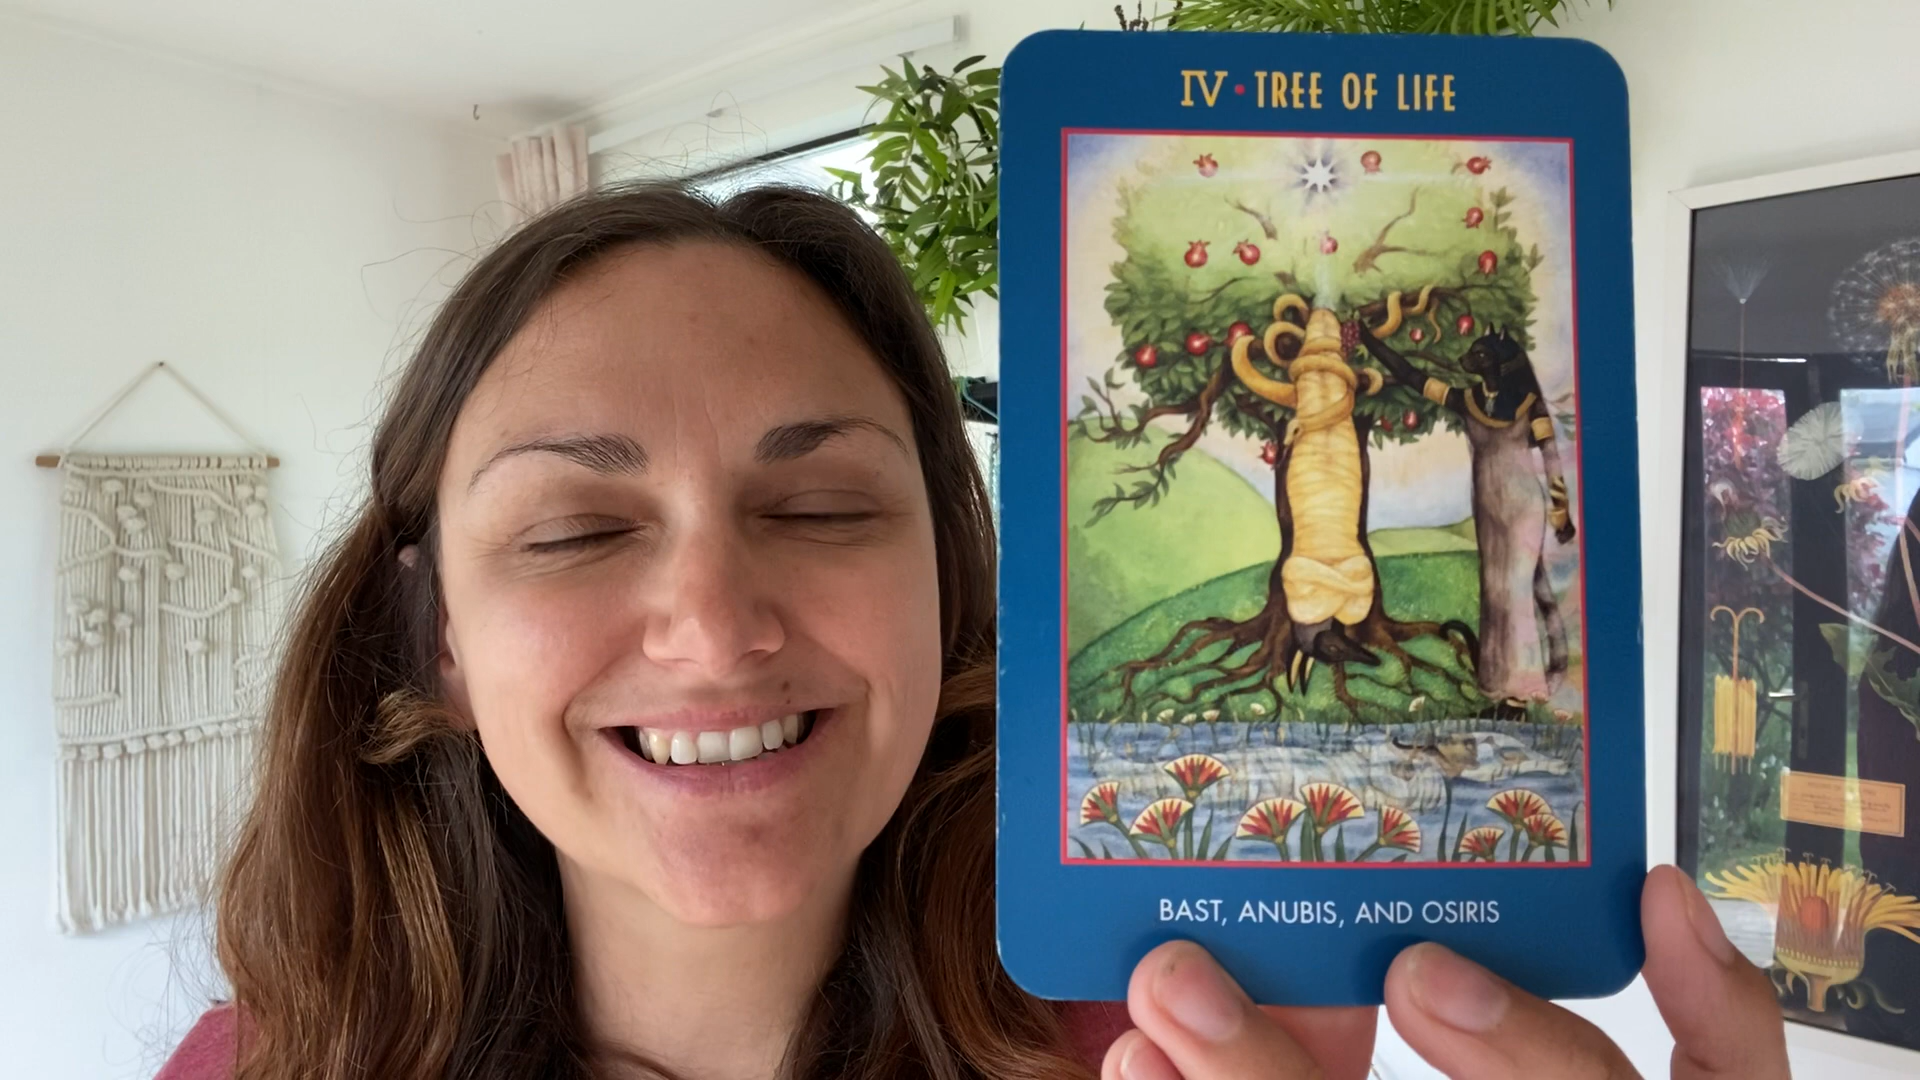 IV • TREE OF LIFE
BAST, ANUBIS, AND OSIRIS